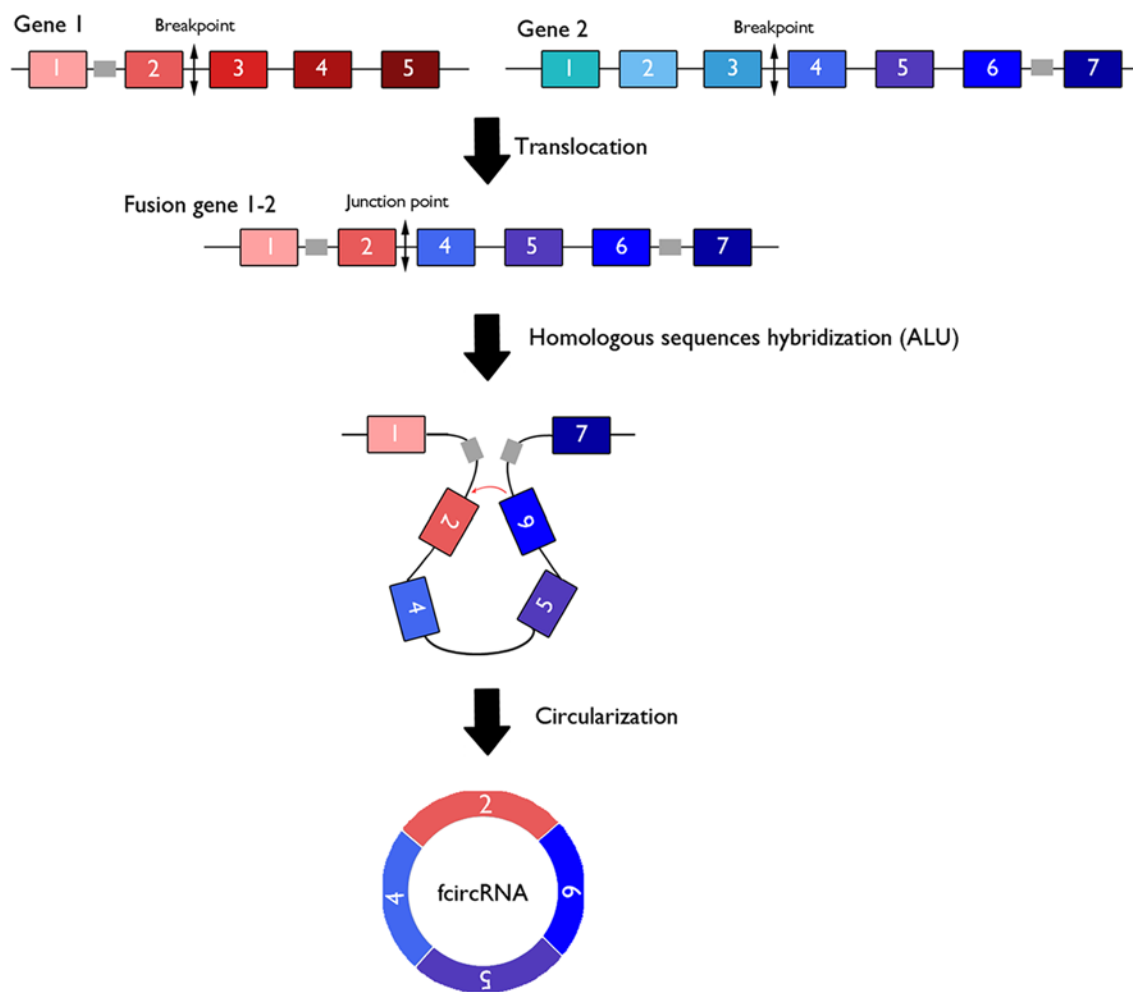 Gene 1
Breakpoint
1 2 3 4 5
Gene 2
Breakpoint
1 2 3 4 5 6 7
Translocation
Fusion gene 1-2
Junction point
1 2 4 5 6 7
Homologous sequences hybridization (ALU)
1 7
2 6
4 5
Circularization
2
4 fcircRNA 6
5